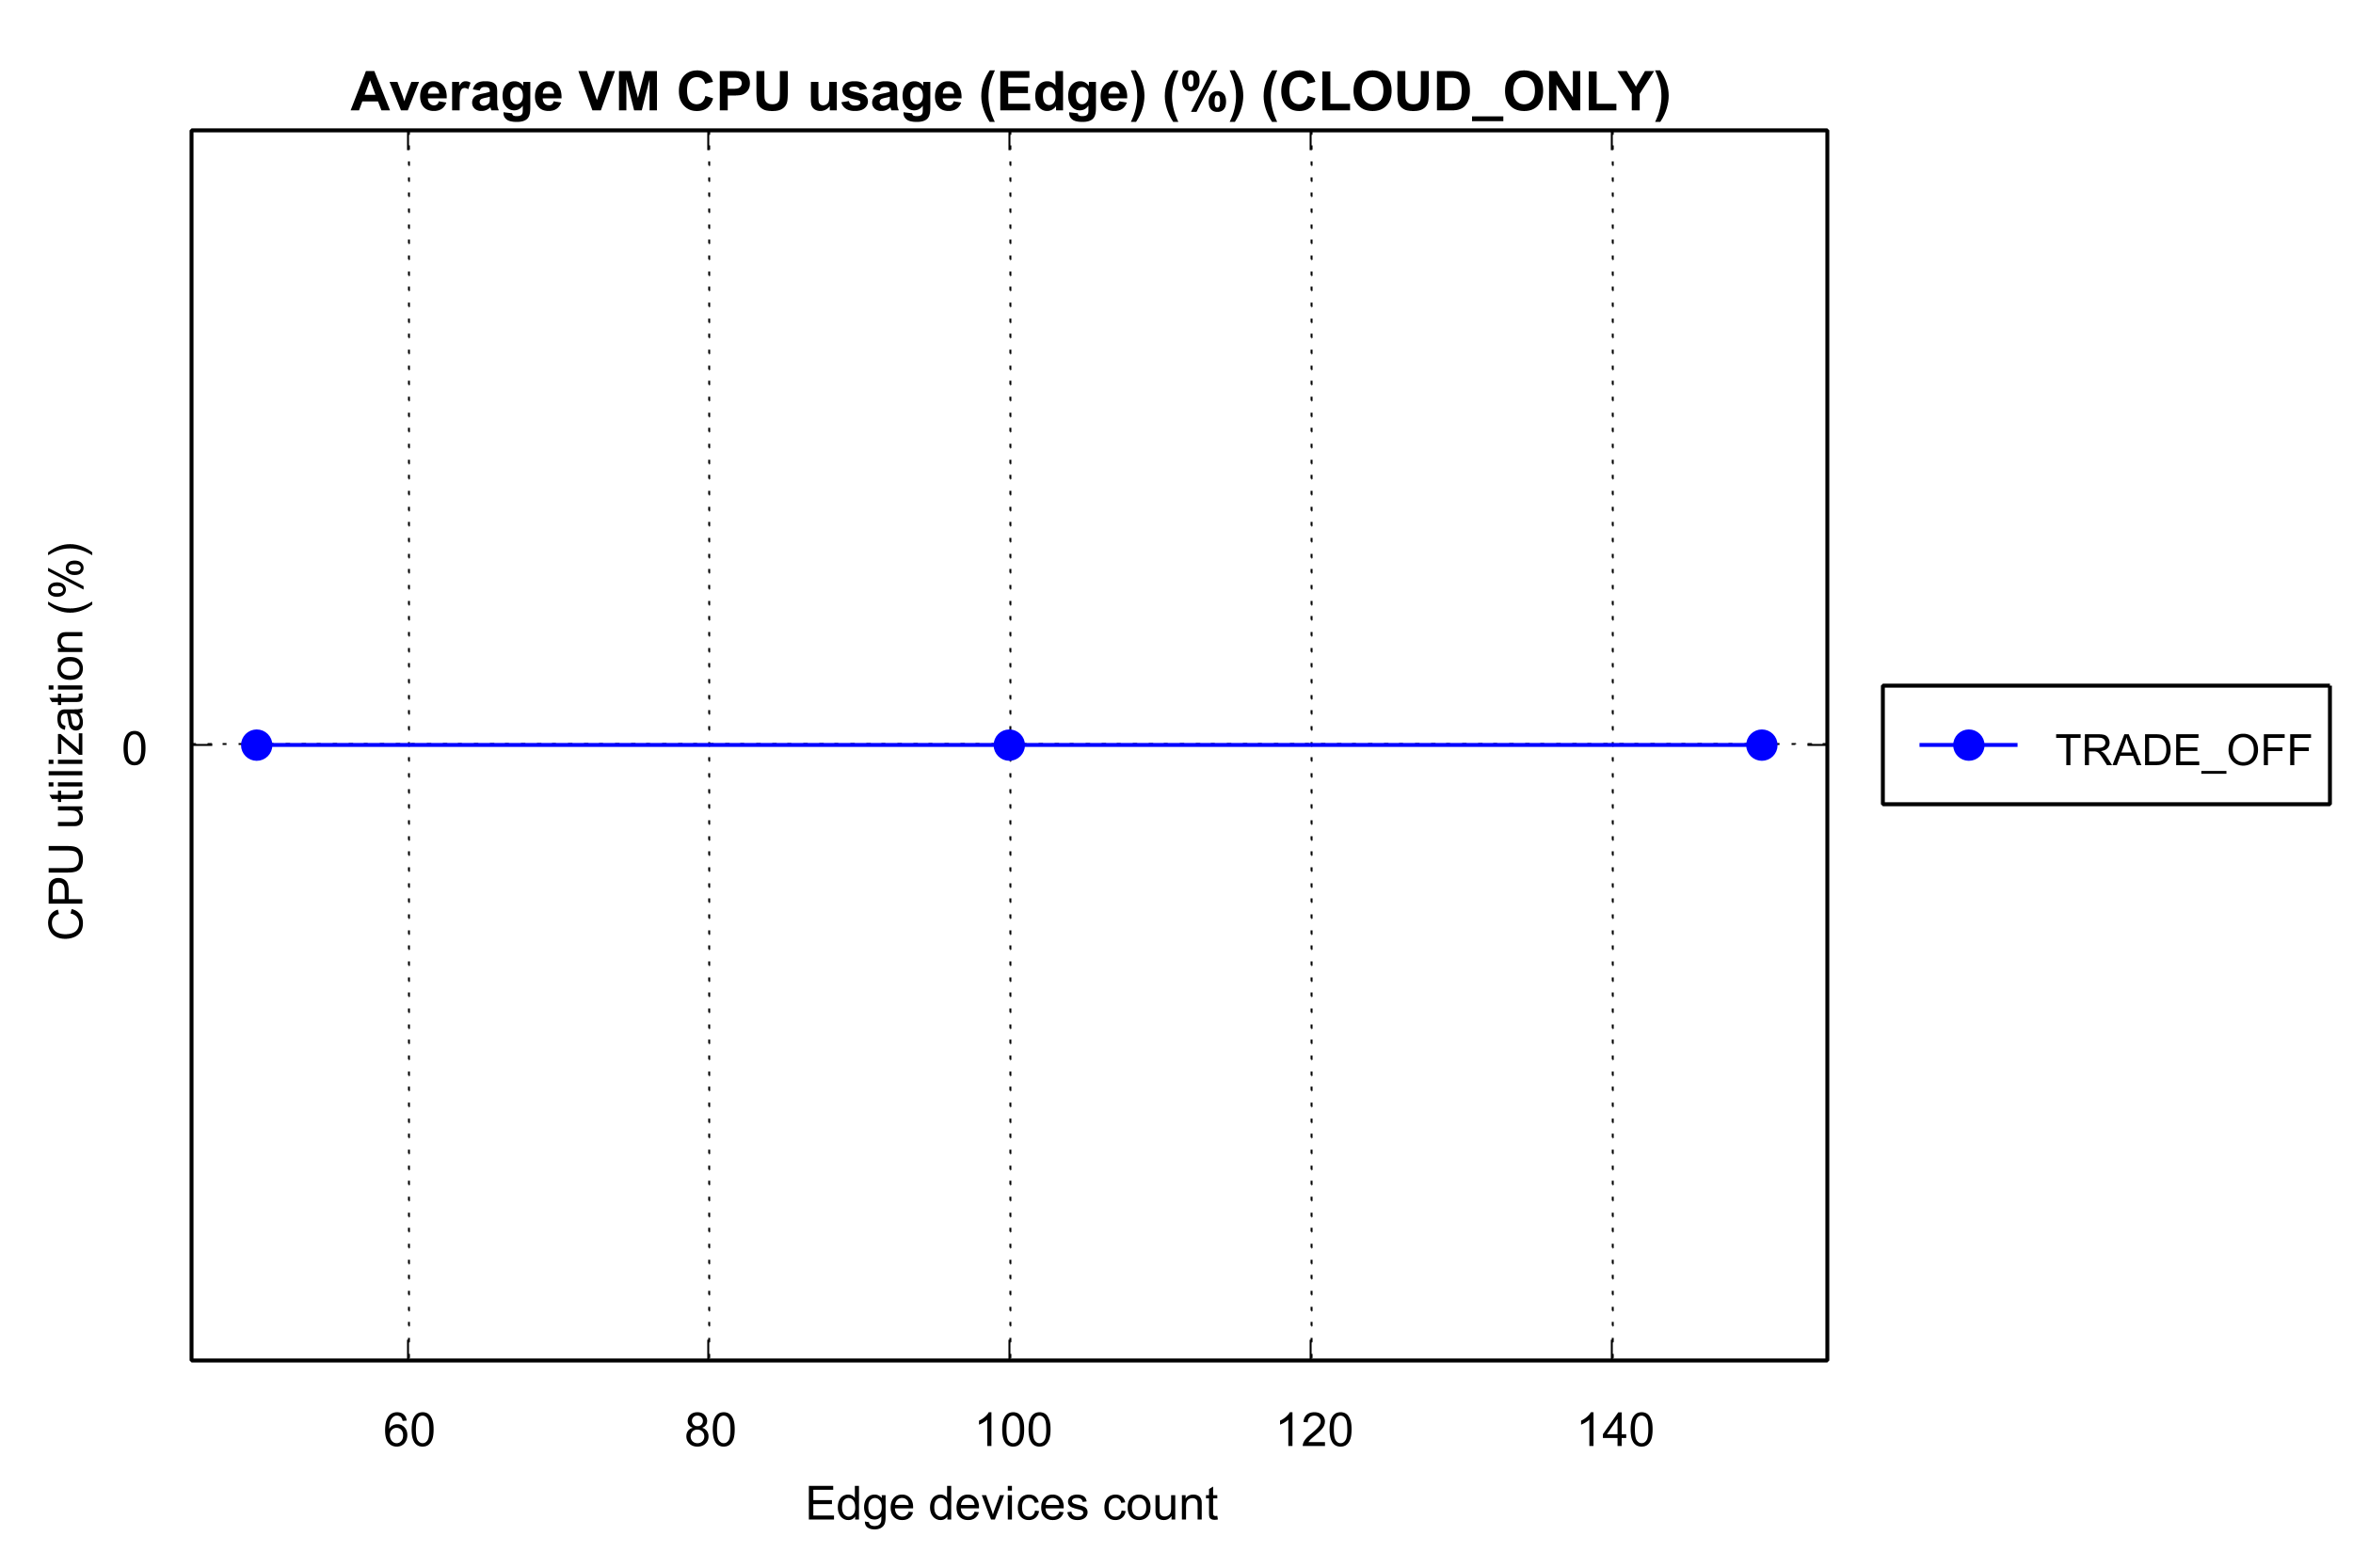 Average VM CPU usage (Edge) (%) (CLOUD_ONLY)
CPU utilization (%)
0
TRADE_OFF
60 80 100 120 140
Edge devices count